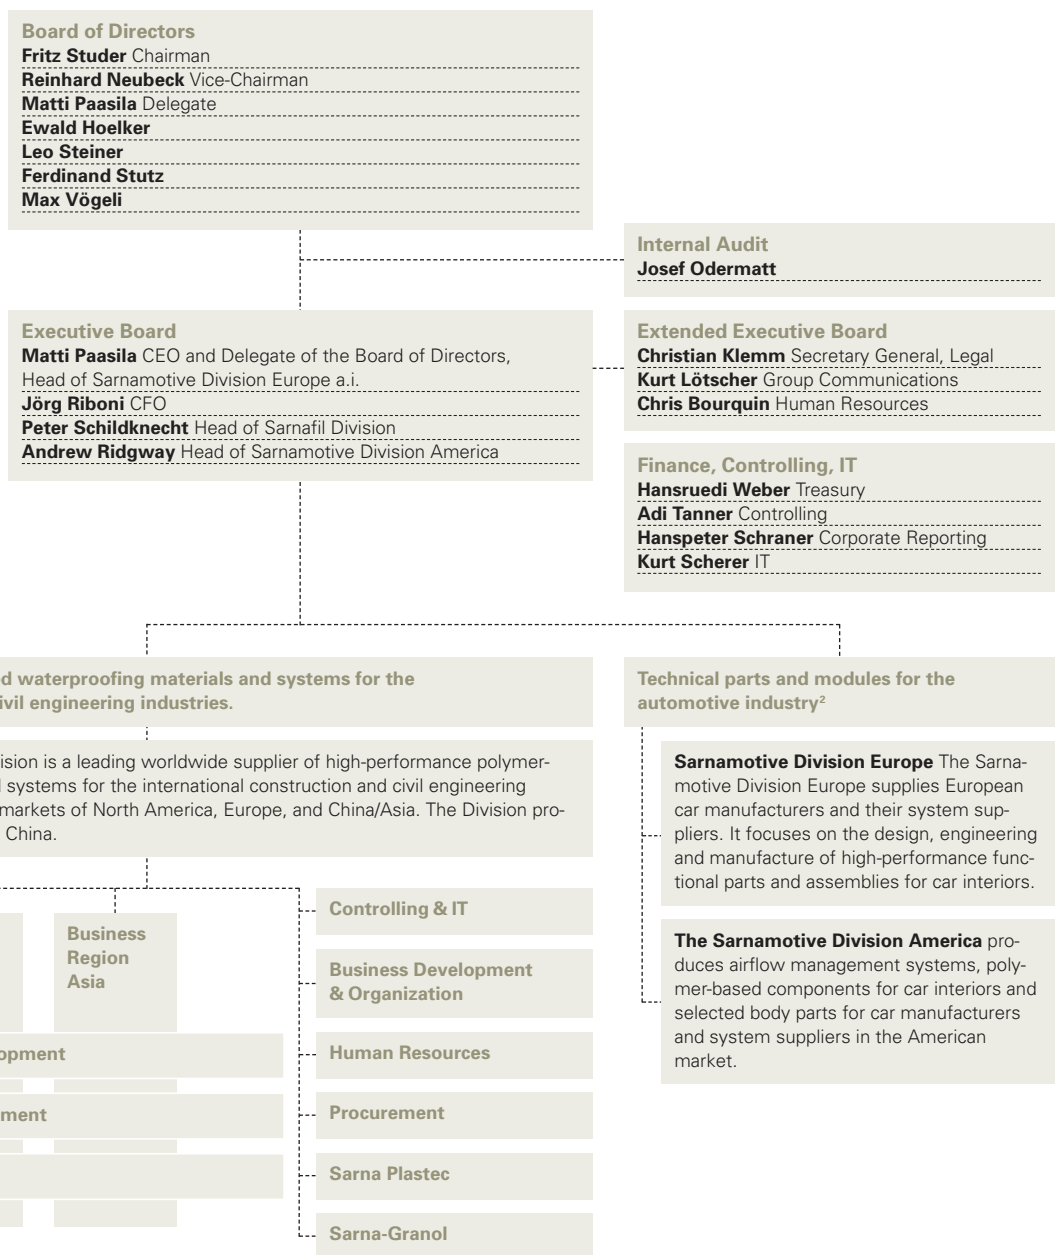 Board of Directors
Fritz Studer Chairman
Reinhard Neubeck Vice-Chairman
Matti Paasila Delegate
Ewald Hoelker
Leo Steiner
Ferdinand Stutz
Max Vögeli
Internal Audit
Josef Odermatt
Executive Board
Matti Paasila CEO and Delegate of the Board of Directors,
Head of Sarnamotive Division Europe a.i.
Jörg Riboni CFO
Peter Schildknecht Head of Sarnafil Division
Andrew Ridgway Head of Sarnamotive Division America
Extended Executive Board
Christian Klemm Secretary General, Legal
Kurt Lötscher Group Communications
Chris Bourquin Human Resources
Finance, Controlling, IT
Hansruedi Weber Treasury
Adi Tanner Controlling
Hanspeter Schraner Corporate Reporting
Kurt Scherer IT
d waterproofing materials and systems for the
ivil engineering industries.
ision is a leading worldwide supplier of high-performance polymer-
d systems for the international construction and civil engineering
markets of North America, Europe, and China/Asia. The Division pro-
China.
Business
Region
Asia
opment
ment
Controlling & IT
Business Development
& Organization
Human Resources
Procurement
Sarna Plastec
Sarna-Granol
Technical parts and modules for the
automotive industry²
Sarnamotive Division Europe The Sarna-
motive Division Europe supplies European
car manufacturers and their system sup-
pliers. It focuses on the design, engineering
and manufacture of high-performance func-
tional parts and assemblies for car interiors.
The Sarnamotive Division America pro-
duces airflow management systems, poly-
mer-based components for car interiors and
selected body parts for car manufacturers
and system suppliers in the American
market.